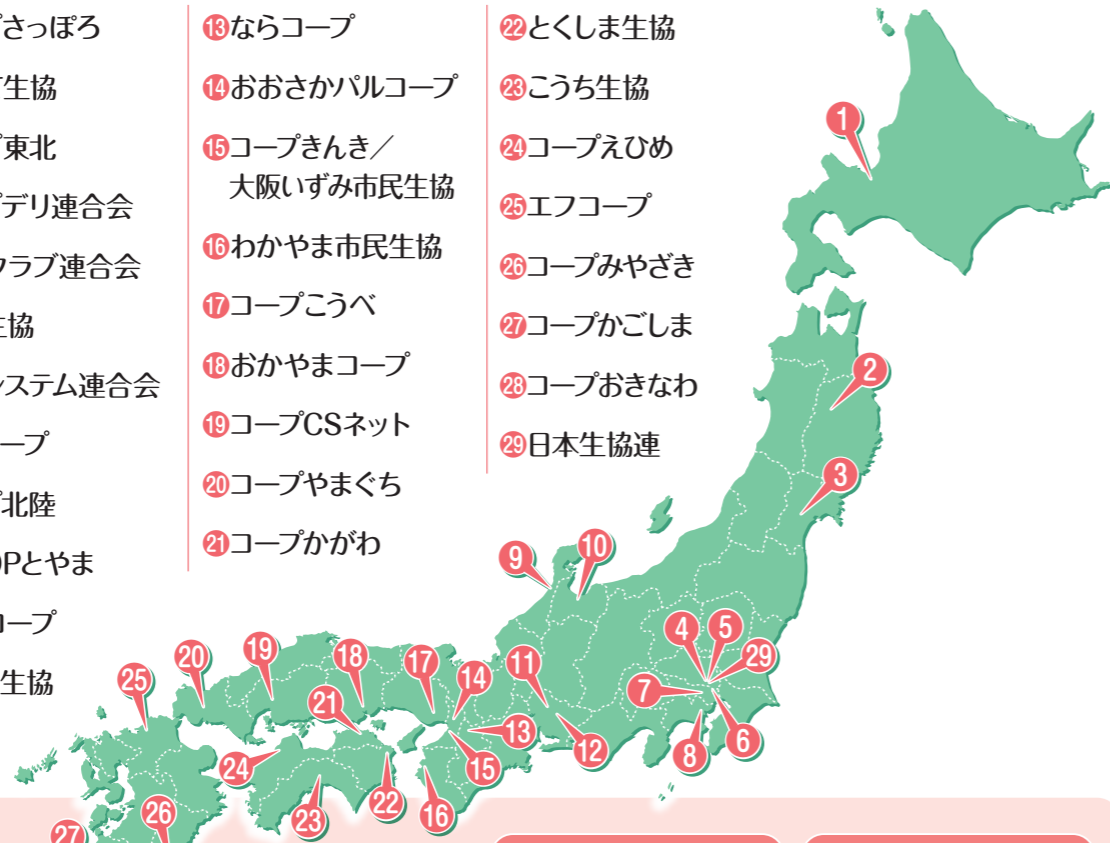 さっぽろ
生協
東北
デリ連合会
クラブ連合会
生協
システム連合会
ープ
北陸
OPとやま
コープ
生協
⑬ならコープ
⑭おおさかパルコープ
⑮コープきんき／
大阪いずみ市民生協
⑯わかやま市民生協
⑰コープこうべ
⑱おかやまコープ
⑲コープCSネット
⑳コープやまぐち
㉑コープかがわ
㉒とくしま生協
㉓こうち生協
㉔コープえひめ
㉕エフコープ
㉖コープみやざき
㉗コープかごしま
㉘コープおきなわ
㉙日本生協連
1
2
3
9
10
4
5
29
7
6
8
11
12
13
14
15
16
17
18
19
20
21
22
23
24
25
26
27